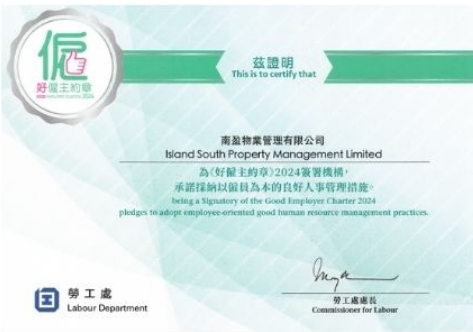 僱
好僱主約章
2024
茲證明
This is to certify that
南盈物業管理有限公司
Island South Property Management Limited
為《好僱主約章》2024簽署機構，
承諾採納以僱員為本的良好人事管理措施。
being a Signatory of the Good Employer Charter 2024
pledges to adopt employee-oriented good human resource management practices.
勞工處
Labour Department
勞工處處長
Commissioner for Labour